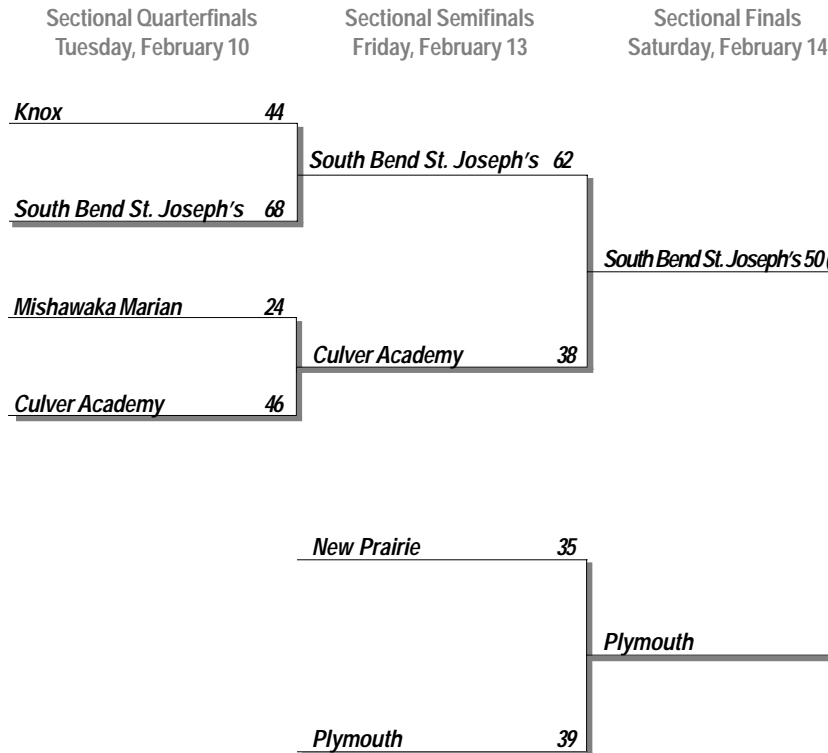 Sectional Quarterfinals
Tuesday, February 10
Sectional Semifinals
Friday, February 13
Sectional Finals
Saturday, February 14
Knox 44
South Bend St. Joseph's 62
South Bend St. Joseph's 68
South Bend St. Joseph's 50 (
Mishawaka Marian 24
Culver Academy 38
Culver Academy 46
New Prairie 35
Plymouth
Plymouth 39